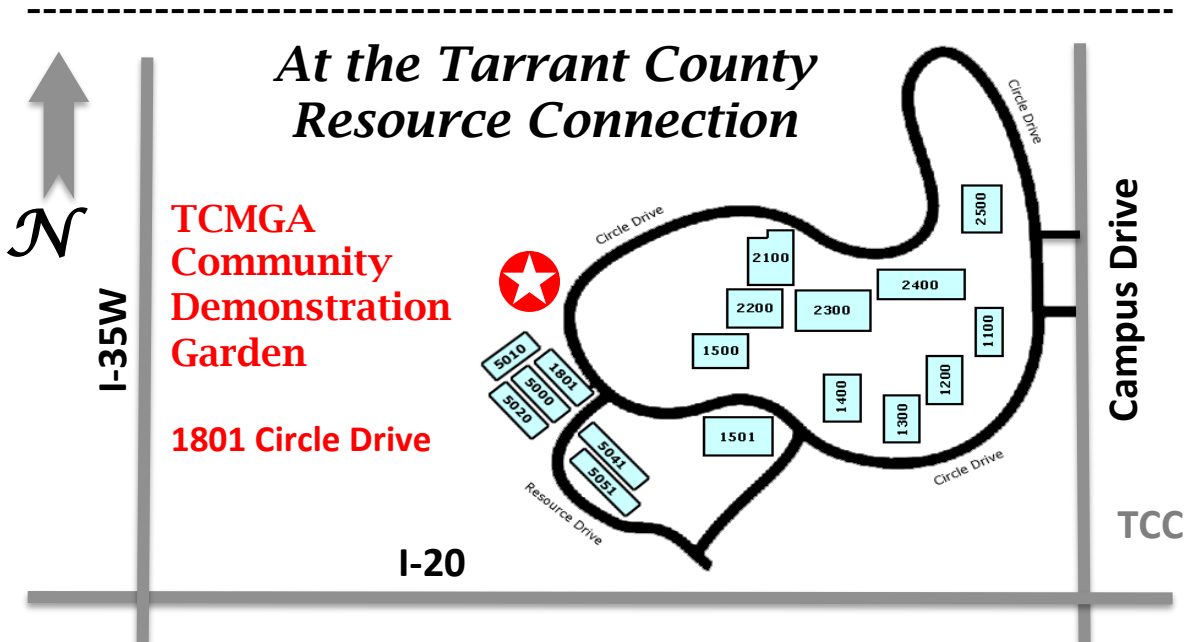 At the Tarrant County
Resource Connection
N
TCMGA
Community
Demonstration
Garden
1801 Circle Drive
I-35W
I-20
Campus Drive
TCC
Circle Drive
Circle Drive
Circle Drive
Resource Drive
2500
2100
2400
2200
2300
1100
1500
1200
1400
1300
1501
5010
1801
5000
5020
5041
5051